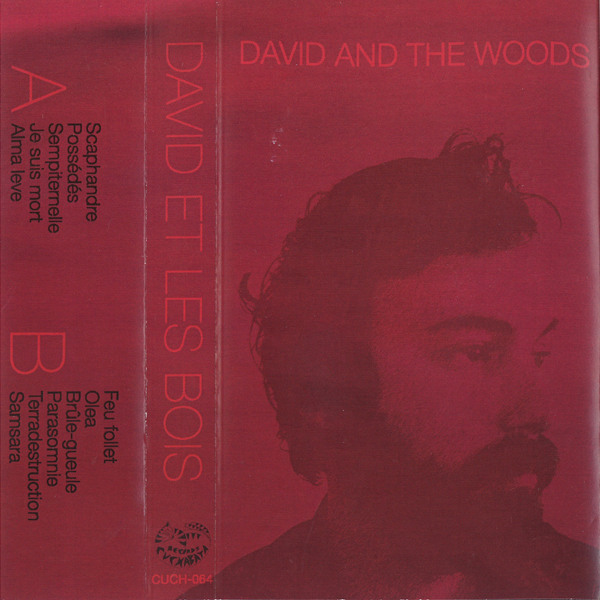 DAVID AND THE WOODS
DAVID ET LES BOIS
CUCH-064
A
Scaphandre
Possédés
Sempiternelle
Je suis mort
Alma leve
B
Feu follet
Olea
Brûle-gueule
Parasomnie
Terradestruction
Samsara